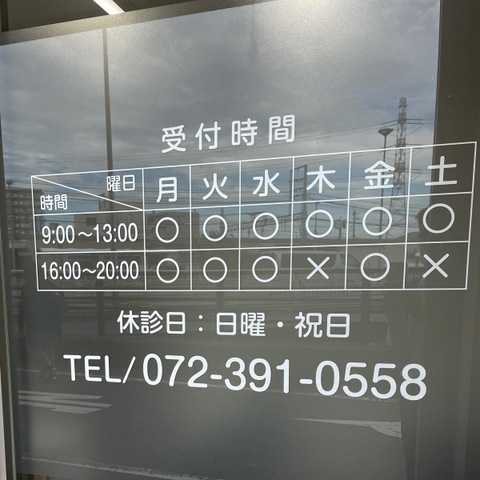 受付時間
曜日 月 火 水 木 金 土
時間
9:00～13:00 ○ ○ ○ ○ ○ ○
16:00～20:00 ○ ○ ○ × ○ ×
休診日：日曜・祝日
TEL/072-391-0558